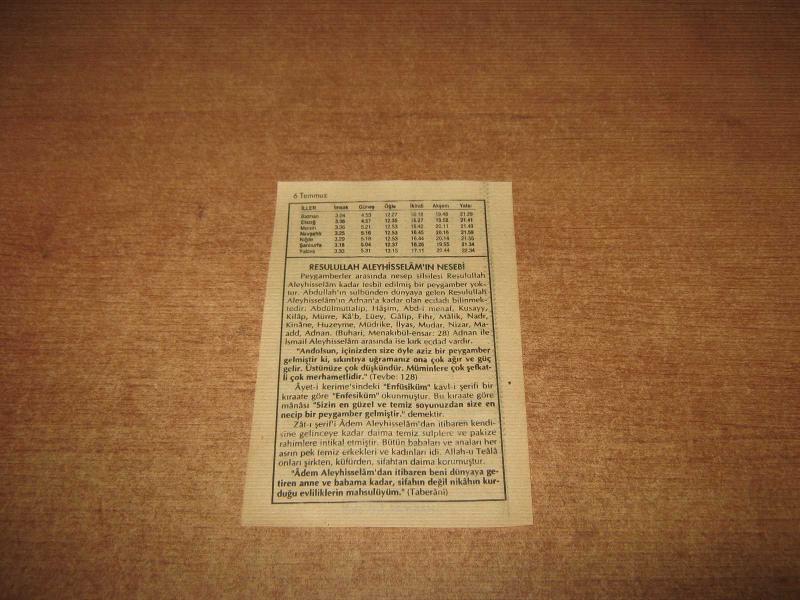 6 Temmuz
İLLER İmsak Güneş Öğle İkindi Akşam Yatsı
Batman 3.04 4.53 12.27 16.18 19.48 21.29
Elazığ 4.57 12.35 16.27 21.41
Mersin 3.36 5.21 12.53 16.42 20.11 21.49
Nevşehir 3.25 5.16 12.53 16.45 20.16 21.58
Niğde 3.29 5.18 12.53 16.44 20.14 21.55
Şanlıurfa 3.18 5.04 12.37 16.26 19.55 21.34
5.31 13.15 17.11 20.44 22.34
RESULULLAH ALEYHİSSELÂM'IN NESEBİ
Peygamberler arasında nesep silsilesi Resulullah
Aleyhisselâm kadar tesbit edilmiş bir peygamber yok-
tur. Abdullah'ın sulbünden dünyaya gelen Resulullah
Aleyhisselâm'ın Adnan'a kadar olan ecdadı bilinmek-
tedir: Abdülmuttalip, Hâşim, Abd-i menaf, Kusayy,
Kilâp, Mürre, Kâ'b, Lüey, Gâlip, Fihr, Mâlik, Nadr,
Kinâne, Huzeyme, Müdrike, İlyas, Mudar, Nizar, Ma-
add, Adnan. (Buhari, Menakıbül-ensar: 28) Adnan ile
İsmail Aleyhisselâm arasında ise kırk ecdad vardır.
"Andolsun, içinizden size öyle aziz bir peygamber
gelmiştir ki, sıkıntıya uğramanız ona çok ağır ve güç
gelir. Üstünüze çok düşkündür. Müminlere çok şefkat-
li çok merhametlidir." (Tevbe: 128)
Âyet-i kerime'sindeki "Enfüsiküm" kavl-i şerifi bir
kıraate göre "Enfesiküm" okunmuştur. Bu kıraate göre
mânâsı "Sizin en güzel ve temiz soyunuzdan size en
necip bir peygamber gelmiştir." demektir.
Zât-ı şerif'i Âdem Aleyhisselâm'dan itibaren kendi-
sine gelinceye kadar daima temiz sulplere ve pakize
rahimlere intikal etmiştir. Bütün babaları ve anaları her
asrın pek temiz erkekleri ve kadınları idi. Allah-u Teâlâ
onları şirkten, küfürden, sifahtan daima korumuştur.
"Âdem Aleyhisselâm'dan itibaren beni dünyaya ge-
tiren anne ve babama kadar, sifahın değil nikâhın kur-
duğu evliliklerin mahsulüyüm." (Taberâni)